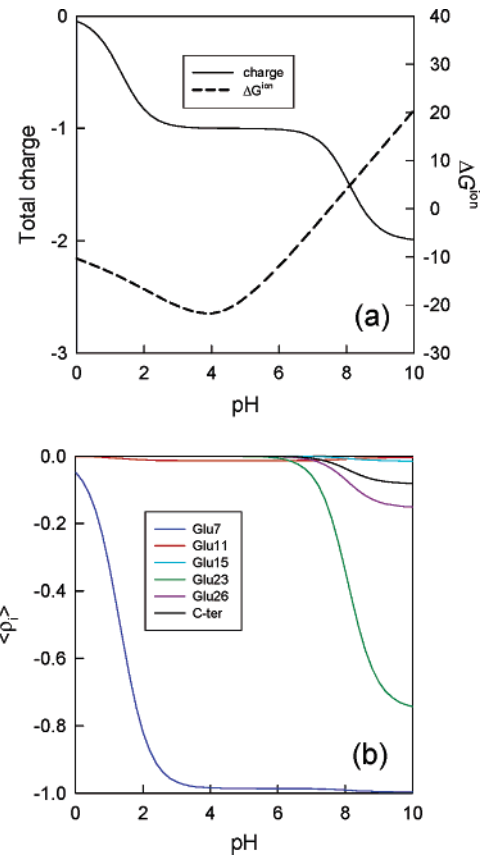 0
-1
-2
-3
Total charge
40
30
20
10
0
-10
-20
-30
ΔG^ion
charge
ΔG^ion
(a)
0 2 4 6 8 10
pH
0.0
-0.2
-0.4
-0.6
-0.8
-1.0
<ρi>
Glu7
Glu11
Glu15
Glu23
Glu26
C-ter
(b)
0 2 4 6 8 10
pH